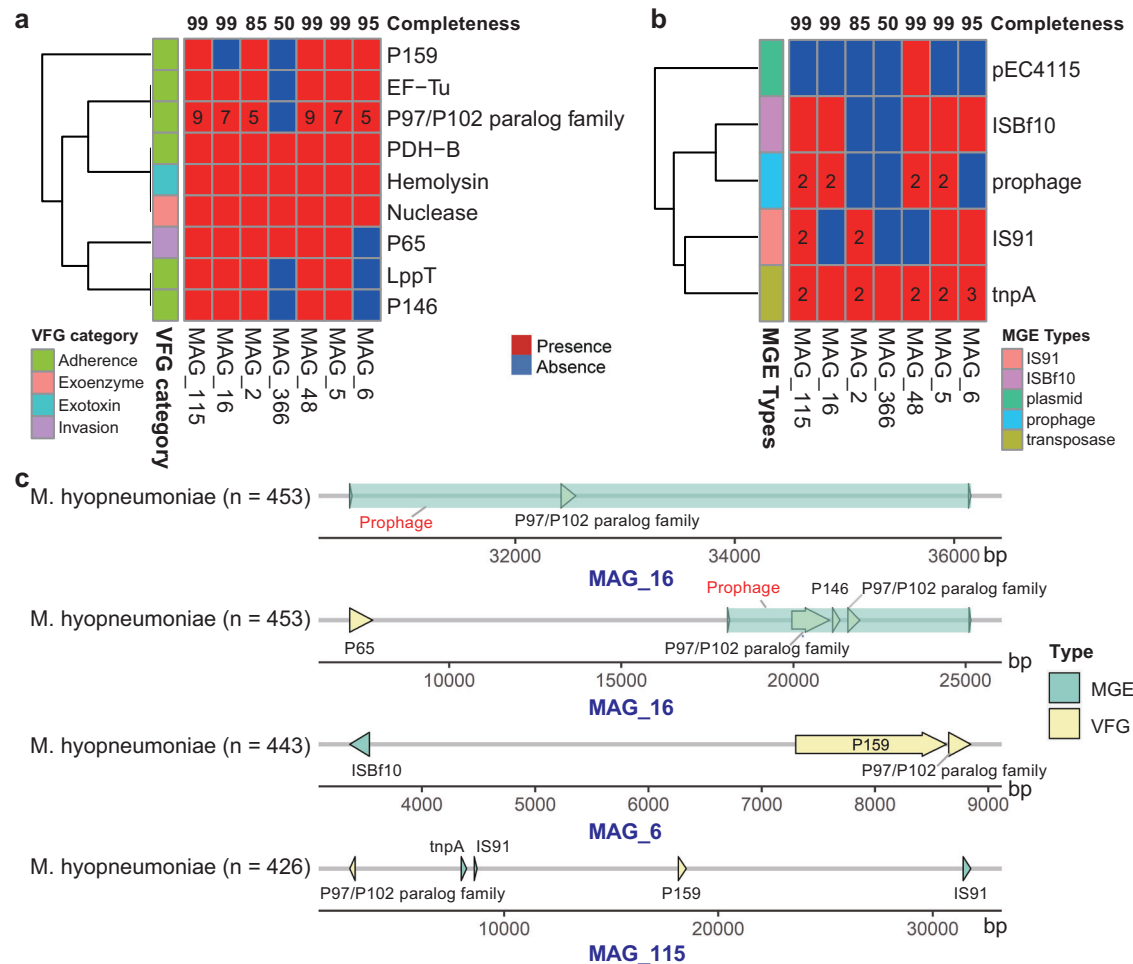 a
99 99 85 50 99 99 95 Completeness
P159
EF−Tu
9 7 5 9 7 5 P97/P102 paralog family
PDH−B
Hemolysin
Nuclease
P65
LppT
P146
VFG category
MAG_115
MAG_16
MAG_2
MAG_366
MAG_48
MAG_5
MAG_6
VFG category
Adherence
Exoenzyme
Exotoxin
Invasion
Presence
Absence
b
99 99 85 50 99 99 95 Completeness
pEC4115
ISBf10
2 2 2 2 prophage
2 2 IS91
2 2 2 2 3 tnpA
MGE Types
MAG_115
MAG_16
MAG_2
MAG_366
MAG_48
MAG_5
MAG_6
MGE Types
IS91
ISBf10
plasmid
prophage
transposase
c
M. hyopneumoniae (n = 453)
Prophage
P97/P102 paralog family
32000 34000 36000 bp
MAG_16
M. hyopneumoniae (n = 453)
Prophage
P146
P97/P102 paralog family
P65
P97/P102 paralog family
10000 15000 20000 25000 bp
MAG_16
M. hyopneumoniae (n = 443)
ISBf10
P159
P97/P102 paralog family
4000 5000 6000 7000 8000 9000 bp
MAG_6
M. hyopneumoniae (n = 426)
tnpA
IS91
P97/P102 paralog family
P159
IS91
10000 20000 30000 bp
MAG_115
Type
MGE
VFG